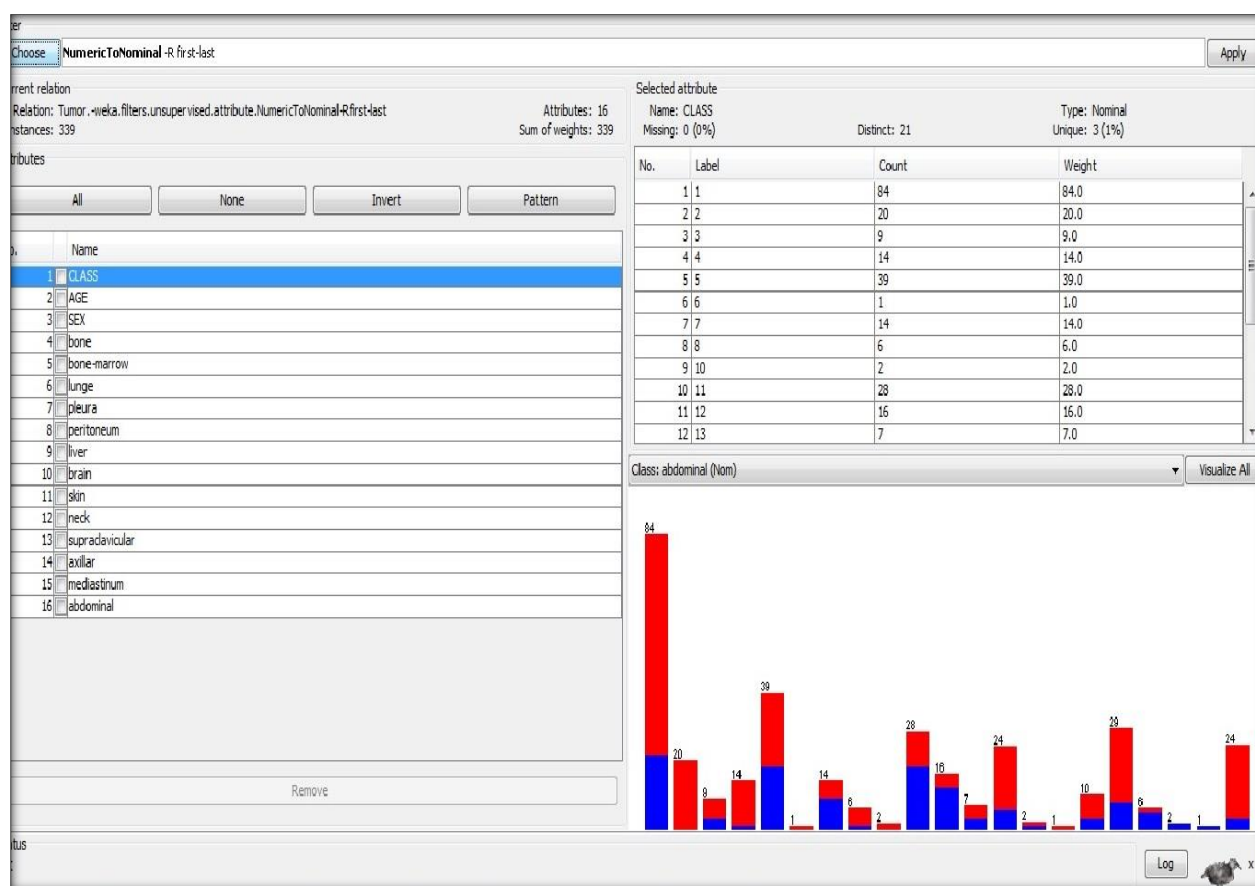 ter
Choose NumericToNominal -R first-last Apply
rrent relation
Relation: Tumor.-weka.filters.unsupervised.attribute.NumericToNominal-Rfirst-last Attributes: 16
nstances: 339 Sum of weights: 339
Selected attribute
Name: CLASS Type: Nominal
Missing: 0 (0%) Distinct: 21 Unique: 3 (1%)
ttributes
All None Invert Pattern
o. Name
1 CLASS
2 AGE
3 SEX
4 bone
5 bone-marrow
6 lunge
7 pleura
8 peritoneum
9 liver
10 brain
11 skin
12 neck
13 supraclavicular
14 axillar
15 mediastinum
16 abdominal
Remove
No. Label Count Weight
1 1 84 84.0
2 2 20 20.0
3 3 9 9.0
4 4 14 14.0
5 5 39 39.0
6 6 1 1.0
7 7 14 14.0
8 8 6 6.0
9 10 2 2.0
10 11 28 28.0
11 12 16 16.0
12 13 7 7.0
Class: abdominal (Nom) Visualize All
84 20 9 14 39 1 14 6 2 28 16 7 24 2 1 10 29 6 2 1 24
tatus
Log x